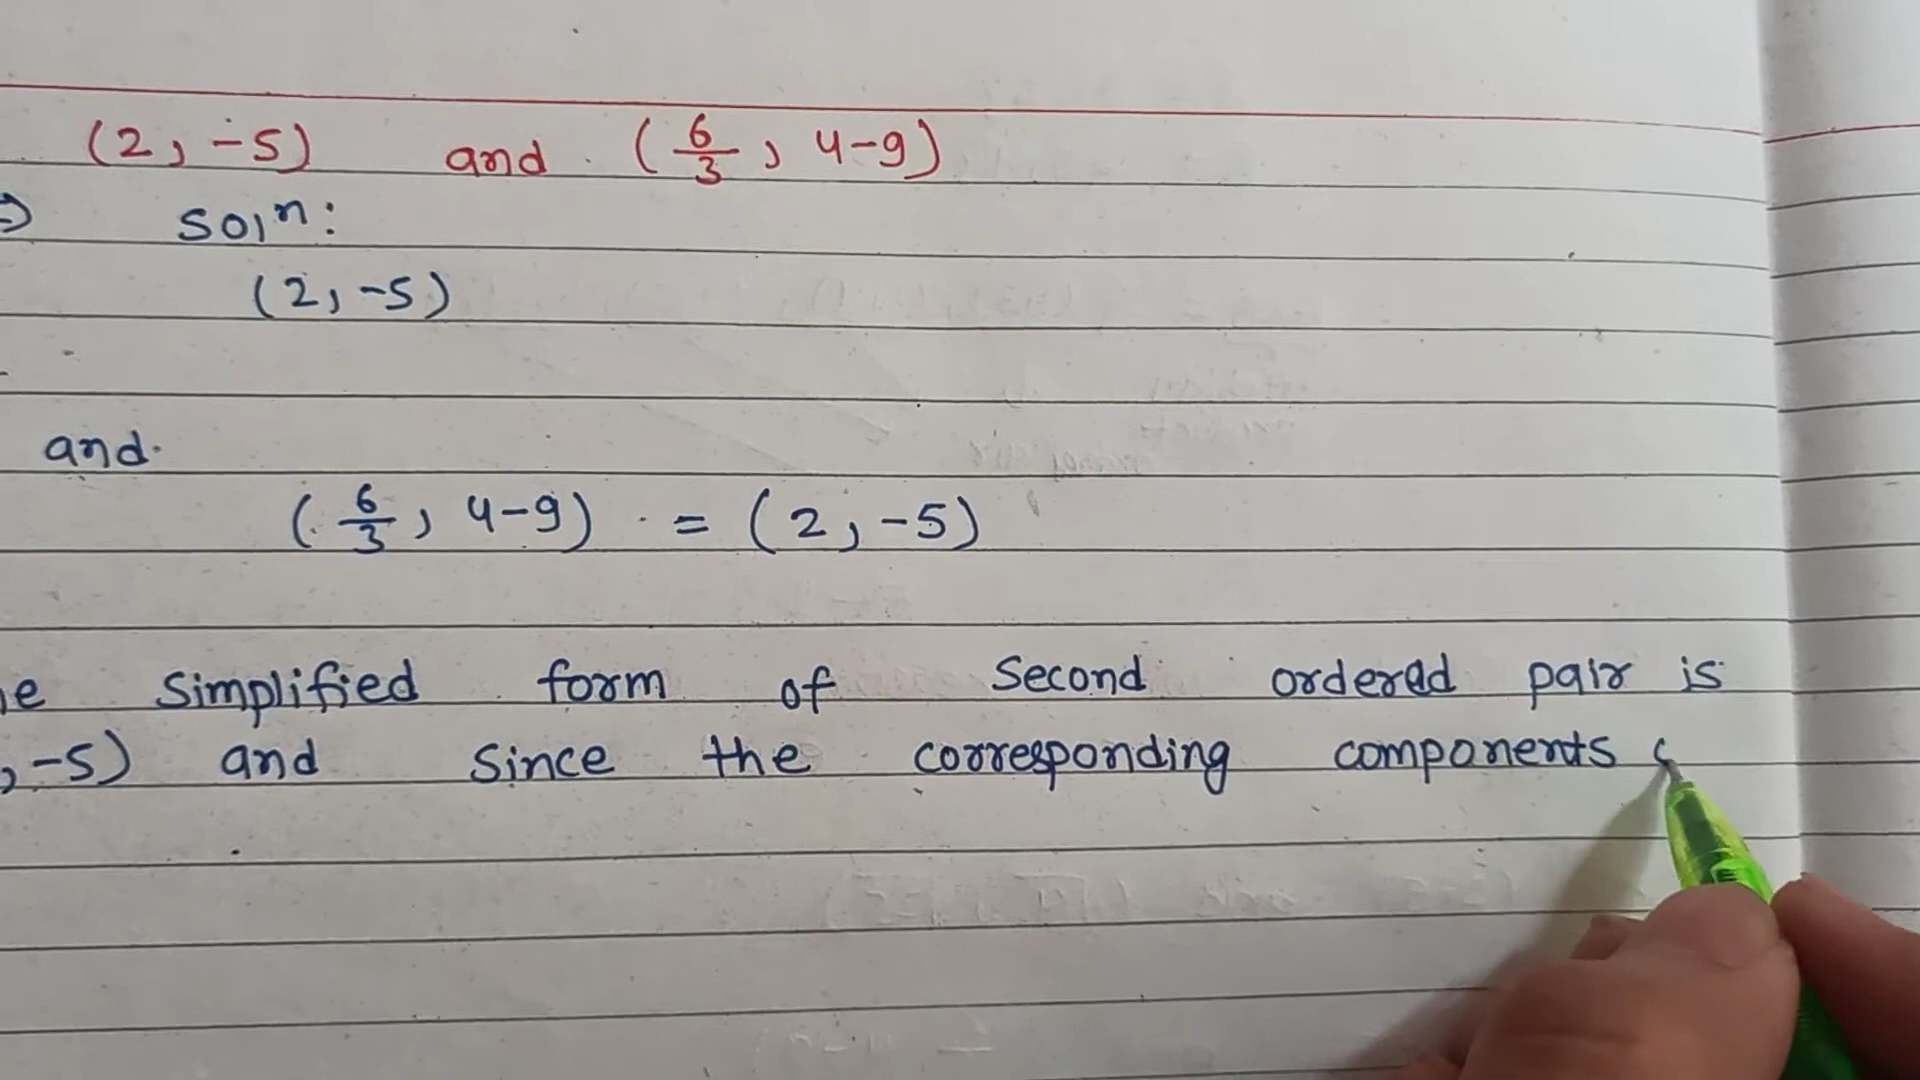 (2, -5) and (6/3, 4-9)
⇒ Soln:
(2, -5)
and
(6/3, 4-9) = (2, -5)
simplified form of Second ordered pair is
, -5) and since the corresponding components